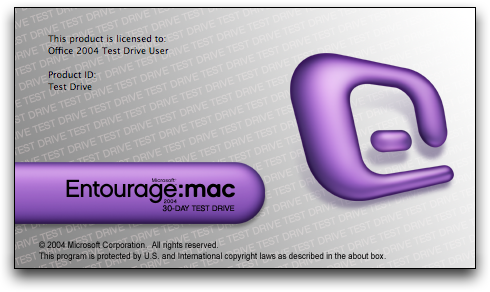 This product is licensed to:
Office 2004 Test Drive User
Product ID:
Test Drive
Microsoft®
Entourage:mac
2004
30-DAY TEST DRIVE
© 2004 Microsoft Corporation. All rights reserved.
This program is protected by U.S. and International copyright laws as described in the about box.